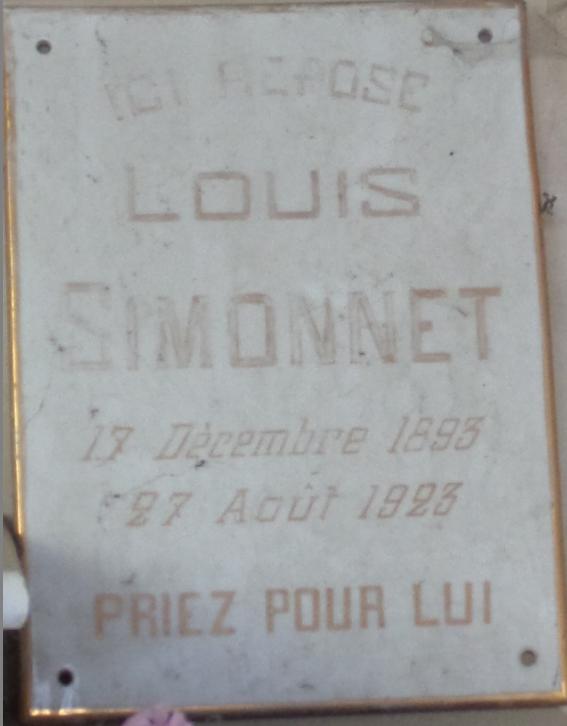 ICI REPOSE
LOUIS
SIMONNET
17 Décembre 1893
27 Août 1923
PRIEZ POUR LUI